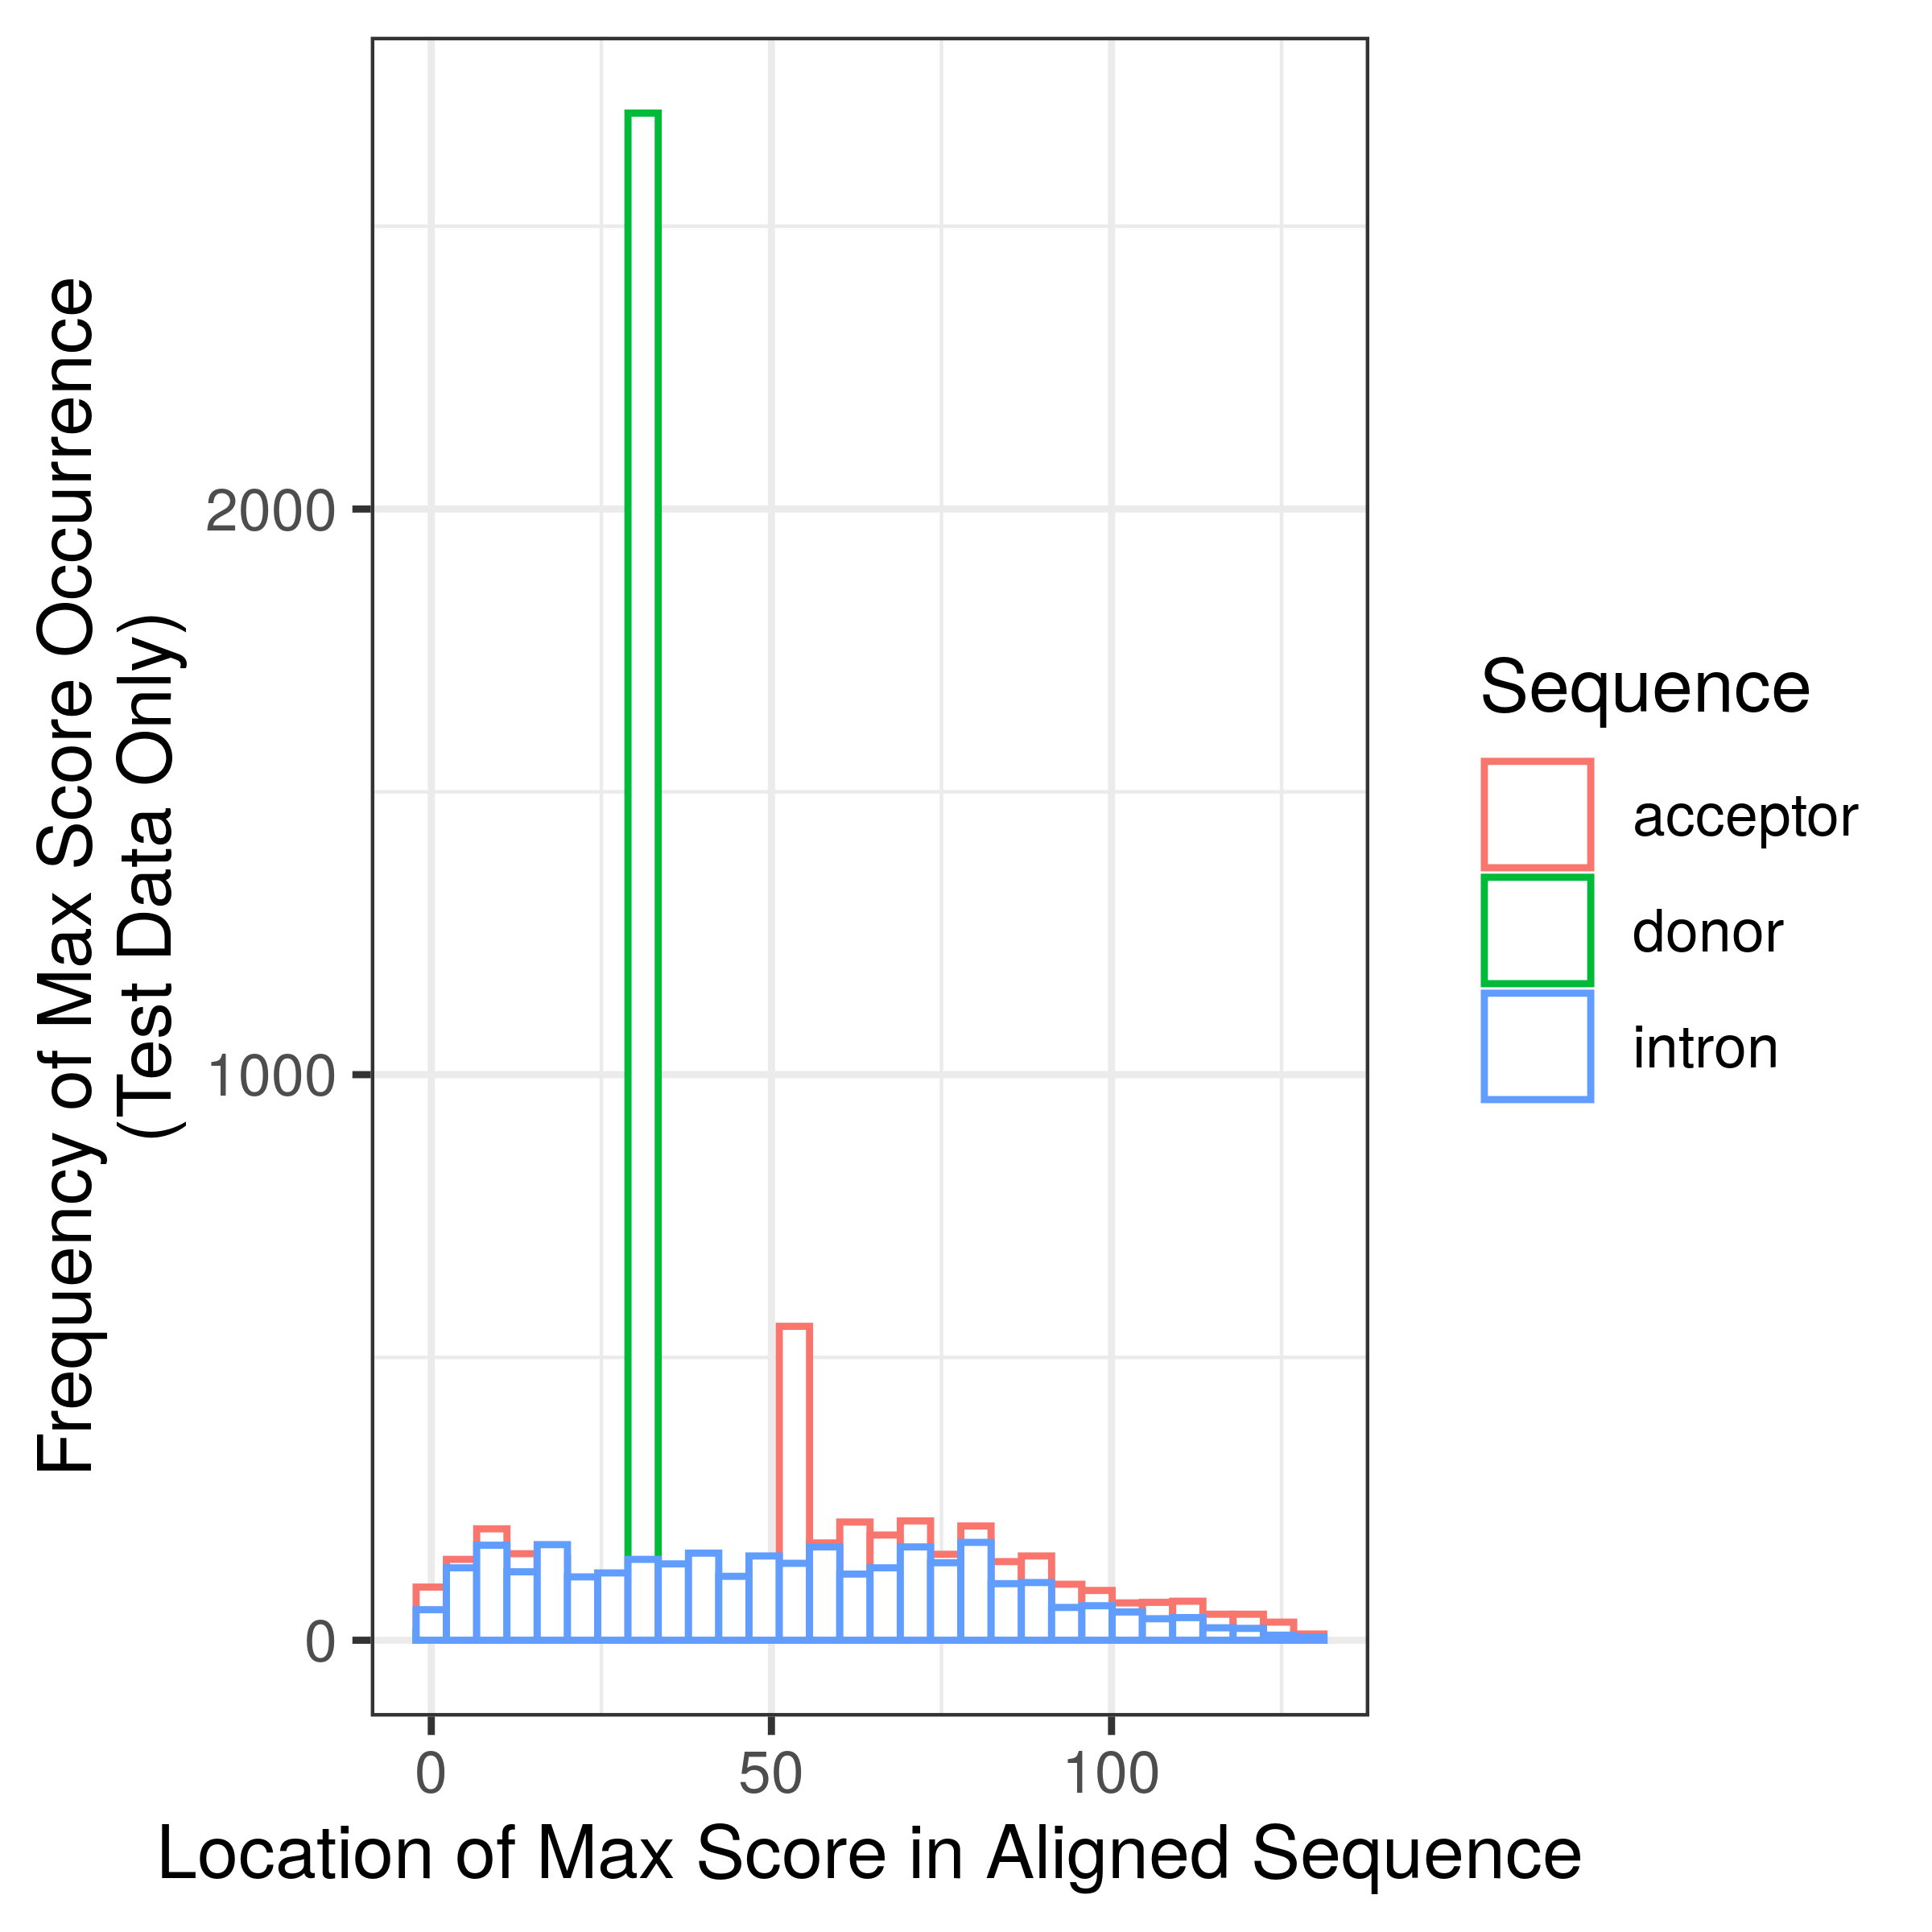 Frequency of Max Score Occurrence
(Test Data Only)
2000
1000
0
0
50
100
Location of Max Score in Aligned Sequence
Sequence
acceptor
donor
intron